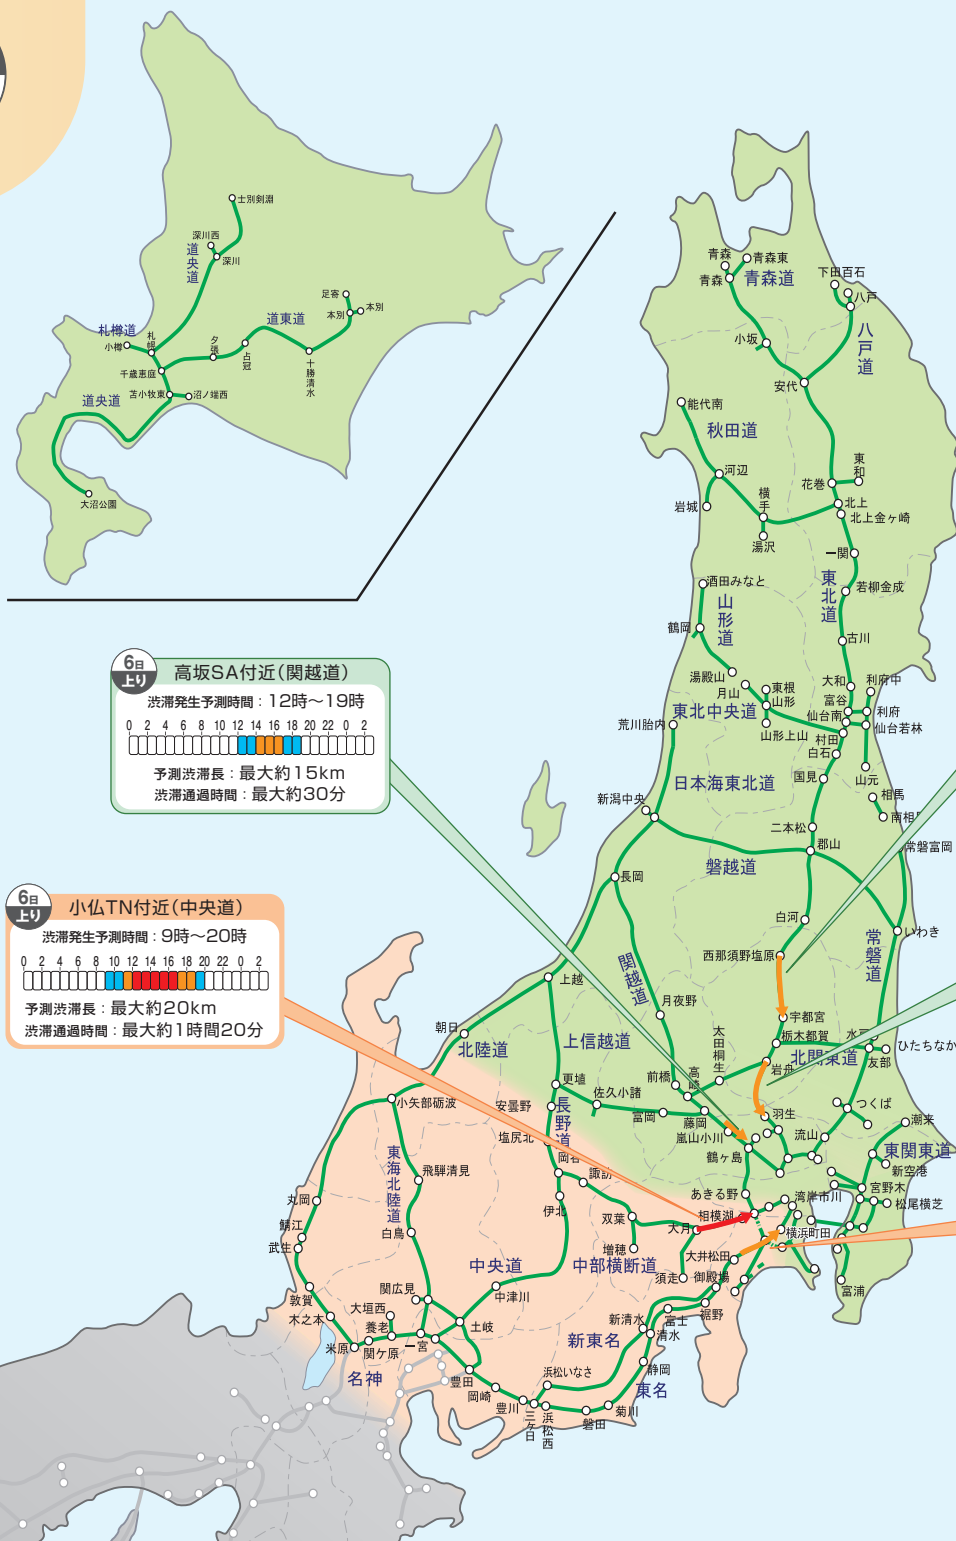 士別剣淵
深川西
深川
道央道
札樽道
小樽
札幌
千歳恵庭
夕張
占冠
道東道
足寄
本別
本別
十勝清水
苫小牧東
沼ノ端西
道央道
大沼公園
青森
青森東
青森
青森道
下田百石
八戸
八戸道
小坂
安代
能代南
秋田道
河辺
岩城
横手
湯沢
東和
花巻
北上
北上金ヶ崎
一関
東北道
若柳金成
古川
酒田みなと
山形道
鶴岡
湯殿山
月山
東根
山形
東北中央道
山形上山
大和
利府中
富谷
利府
仙台南
仙台若林
村田
白石
山元
荒川胎内
国見
相馬
日本海東北道
新潟中央
二本松
郡山
常磐富岡
磐越道
長岡
白河
いわき
常磐道
西那須野塩原
関越道
上越
月夜野
宇都宮
朝日
北陸道
上信越道
太田桐生
栃木都賀
北関東道
ひたちなか
友部
岩舟
更埴
佐久小諸
前橋
高崎
小矢部砺波
安曇野
長野道
富岡
藤岡
羽生
つくば
潮来
塩尻北
嵐山小川
流山
東関東道
鶴ヶ島
新空港
東海北陸道
飛騨清見
諏訪
宮野木
あきる野
湾岸市川
松尾横芝
丸岡
伊北
双葉
相模湖
鯖江
白鳥
大月
横浜町田
武生
増穂
大井松田
中央道
中部横断道
須走
御殿場
富浦
敦賀
関広見
中津川
木之本
大垣西
養老
土岐
新清水
富士
裾野
米原
関ケ原
一宮
新東名
清水
名神
豊田
浜松いなさ
静岡
岡崎
東名
豊川
三ケ日
浜松西
磐田
菊川
6日
上り
高坂SA付近（関越道）
渋滞発生予測時間：12時～19時
0 2 4 6 8 10 12 14 16 18 20 22 0 2
予測渋滞長：最大約15km
渋滞通過時間：最大約30分
6日
上り
小仏TN付近（中央道）
渋滞発生予測時間：9時～20時
0 2 4 6 8 10 12 14 16 18 20 22 0 2
予測渋滞長：最大約20km
渋滞通過時間：最大約1時間20分